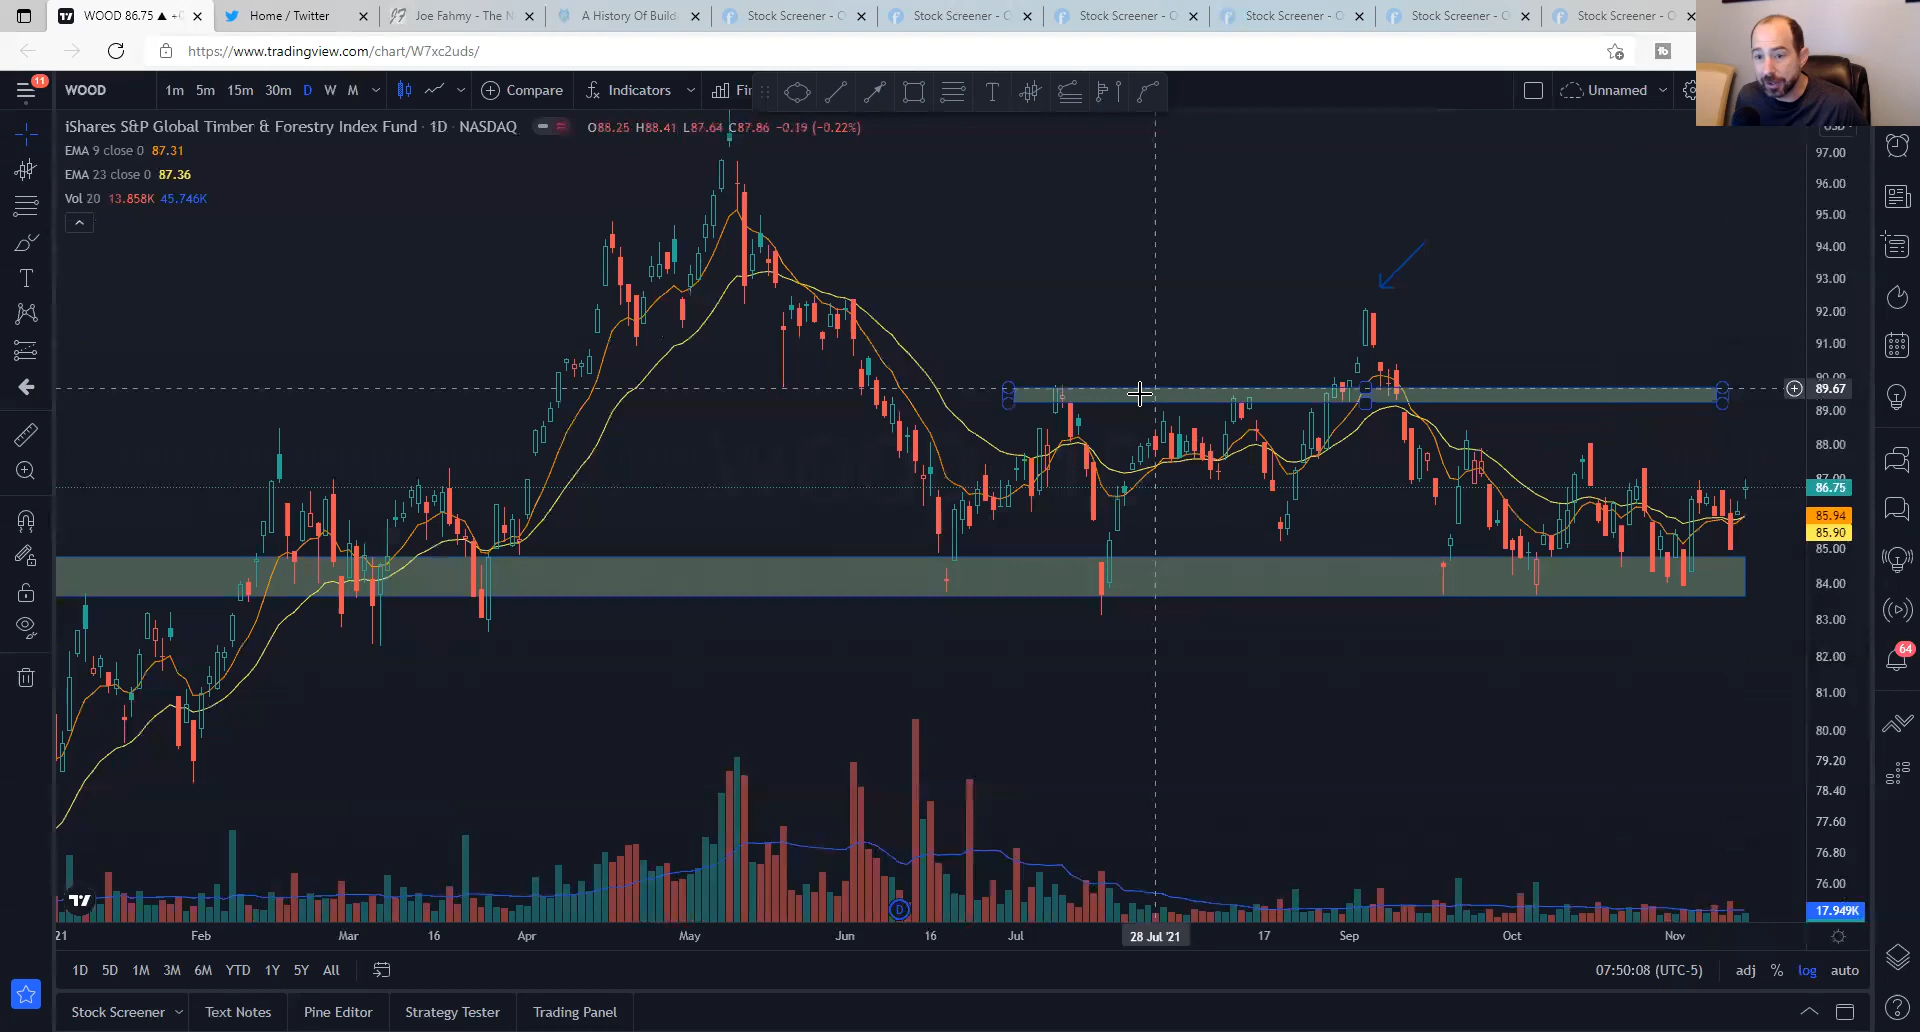 WOOD 86.75 ▲ +
Home / Twitter
Joe Fahmy - The N
A History Of Build
Stock Screener - O
Stock Screener - O
Stock Screener - O
Stock Screener - O
Stock Screener - O
Stock Screener - O
https://www.tradingview.com/chart/W7xc2uds/
11
WOOD
1m 5m 15m 30m D W M
Compare
Indicators
Fin
Unnamed
iShares S&P Global Timber & Forestry Index Fund · 1D · NASDAQ
O88.25 H88.41 L87.64 C87.86 −0.19 (−0.22%)
EMA 9 close 0 87.31
EMA 23 close 0 87.36
Vol 20 13.858K 45.746K
USD
97.00
96.00
95.00
94.00
93.00
92.00
91.00
90.00
89.67
89.00
88.00
87.00
86.75
85.94
85.90
85.00
84.00
83.00
82.00
81.00
80.00
79.20
78.40
77.60
76.80
76.00
17.949K
64
D
21 Feb Mar 16 Apr May Jun 16 Jul 28 Jul '21 17 Sep Oct Nov
1D 5D 1M 3M 6M YTD 1Y 5Y All
07:50:08 (UTC-5) adj % log auto
Stock Screener Text Notes Pine Editor Strategy Tester Trading Panel